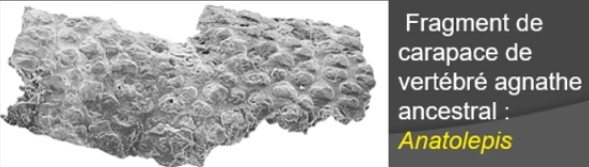 Fragment de
carapace de
vertébré agnathe
ancestral :
Anatolepis